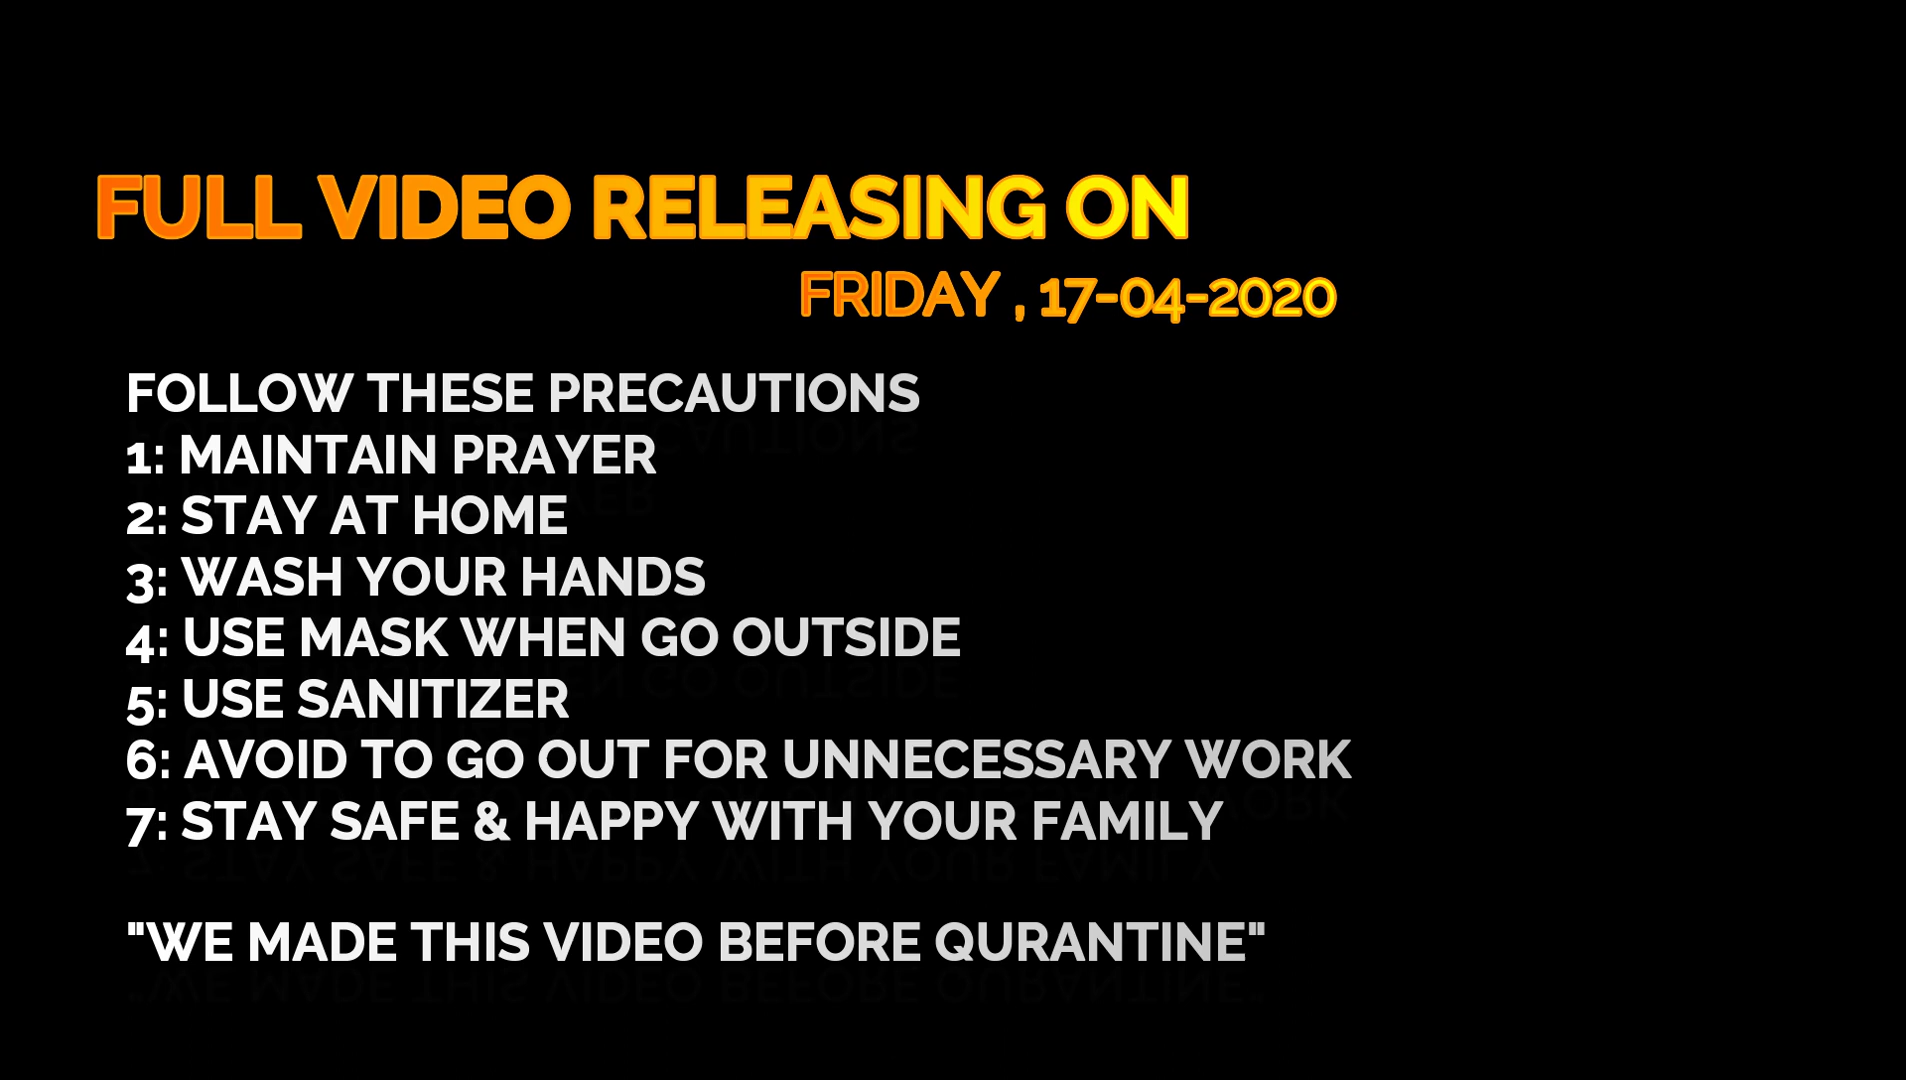 FULL VIDEO RELEASING ON
FRIDAY , 17-04-2020
FOLLOW THESE PRECAUTIONS
1: MAINTAIN PRAYER
2: STAY AT HOME
3: WASH YOUR HANDS
4: USE MASK WHEN GO OUTSIDE
5: USE SANITIZER
6: AVOID TO GO OUT FOR UNNECESSARY WORK
7: STAY SAFE & HAPPY WITH YOUR FAMILY
"WE MADE THIS VIDEO BEFORE QURANTINE"